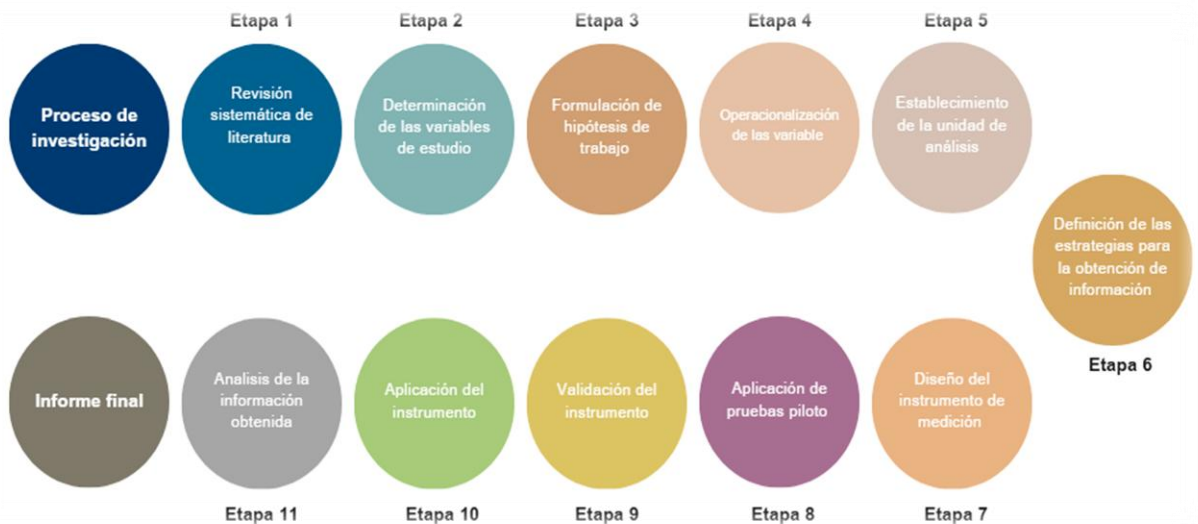 Etapa 1
Etapa 2
Etapa 3
Etapa 4
Etapa 5
Proceso de
investigación
Revisión
sistemática de
literatura
Determinación
de las variables
de estudio
Formulación de
hipótesis de
trabajo
Operacionalización
de las variable
Establecimiento
de la unidad de
análisis
Definición de las
estrategias para
la obtención de
información
Etapa 6
Informe final
Analisis de la
información
obtenida
Aplicación del
instrumento
Validación del
instrumento
Aplicación de
pruebas piloto
Diseño del
instrumento de
medición
Etapa 11
Etapa 10
Etapa 9
Etapa 8
Etapa 7